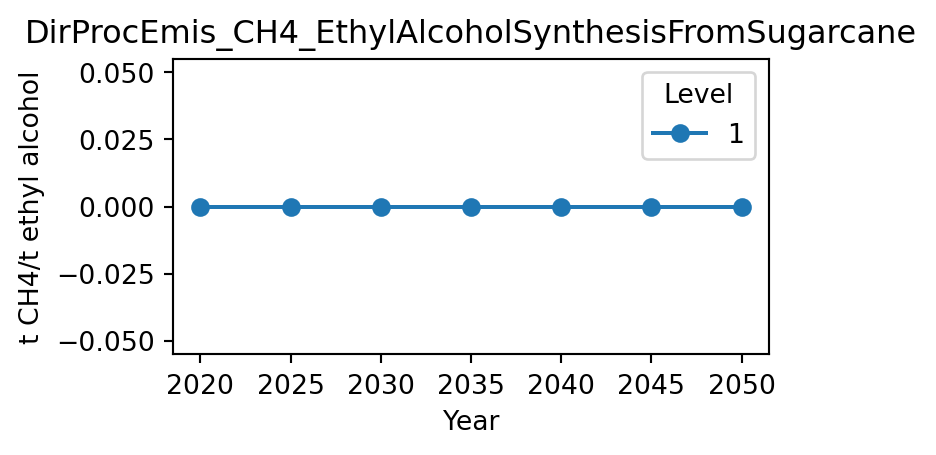 DirProcEmis_CH4_EthylAlcoholSynthesisFromSugarcane
t CH4/t ethyl alcohol
0.050
0.025
0.000
−0.025
−0.050
Level
1
2020 2025 2030 2035 2040 2045 2050
Year